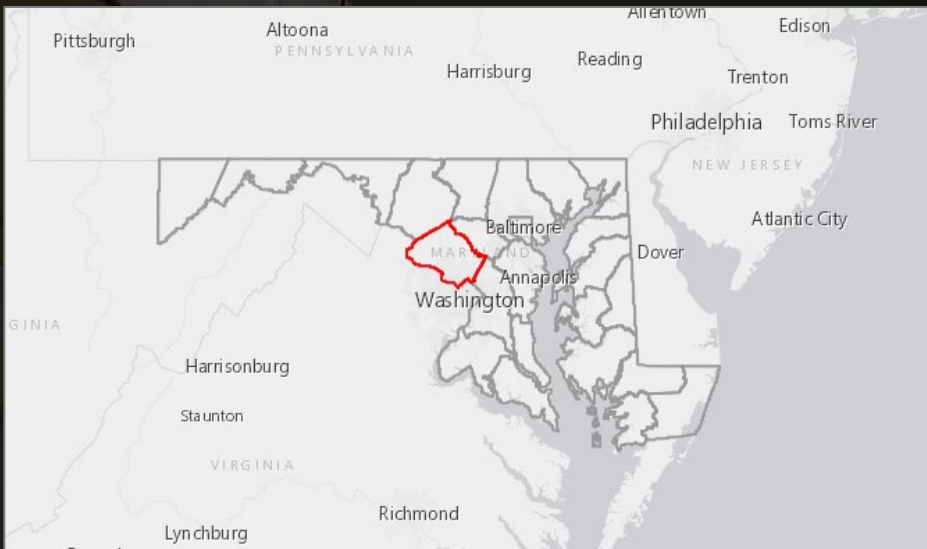 Allentown
Edison
Altoona
Pittsburgh
PENNSYLVANIA
Reading
Harrisburg
Trenton
Philadelphia
Toms River
NEW JERSEY
Atlantic City
Baltimore
MARYLAND
Dover
Annapolis
Washington
GINIA
Harrisonburg
Staunton
VIRGINIA
Richmond
Lynchburg